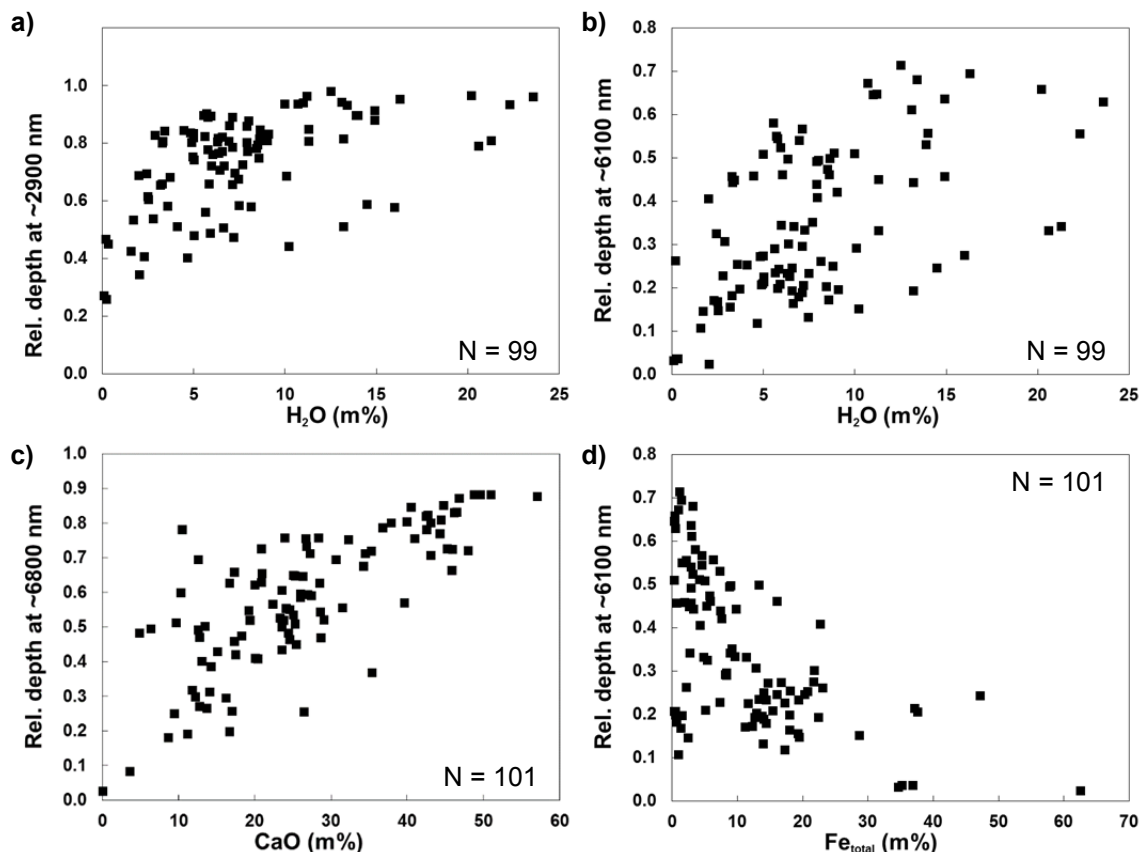 a)
Rel. depth at ~2900 nm
1.2
1.0
0.8
0.6
0.4
0.2
0.0
0 5 10 15 20 25
H₂O (m%)
N = 99
b)
Rel. depth at ~6100 nm
0.8
0.7
0.6
0.5
0.4
0.3
0.2
0.1
0.0
0 5 10 15 20 25
H₂O (m%)
N = 99
c)
Rel. depth at ~6800 nm
1.0
0.9
0.8
0.7
0.6
0.5
0.4
0.3
0.2
0.1
0.0
0 10 20 30 40 50 60
CaO (m%)
N = 101
d)
Rel. depth at ~6100 nm
0.8
0.7
0.6
0.5
0.4
0.3
0.2
0.1
0.0
0 10 20 30 40 50 60 70
Fe_total (m%)
N = 101